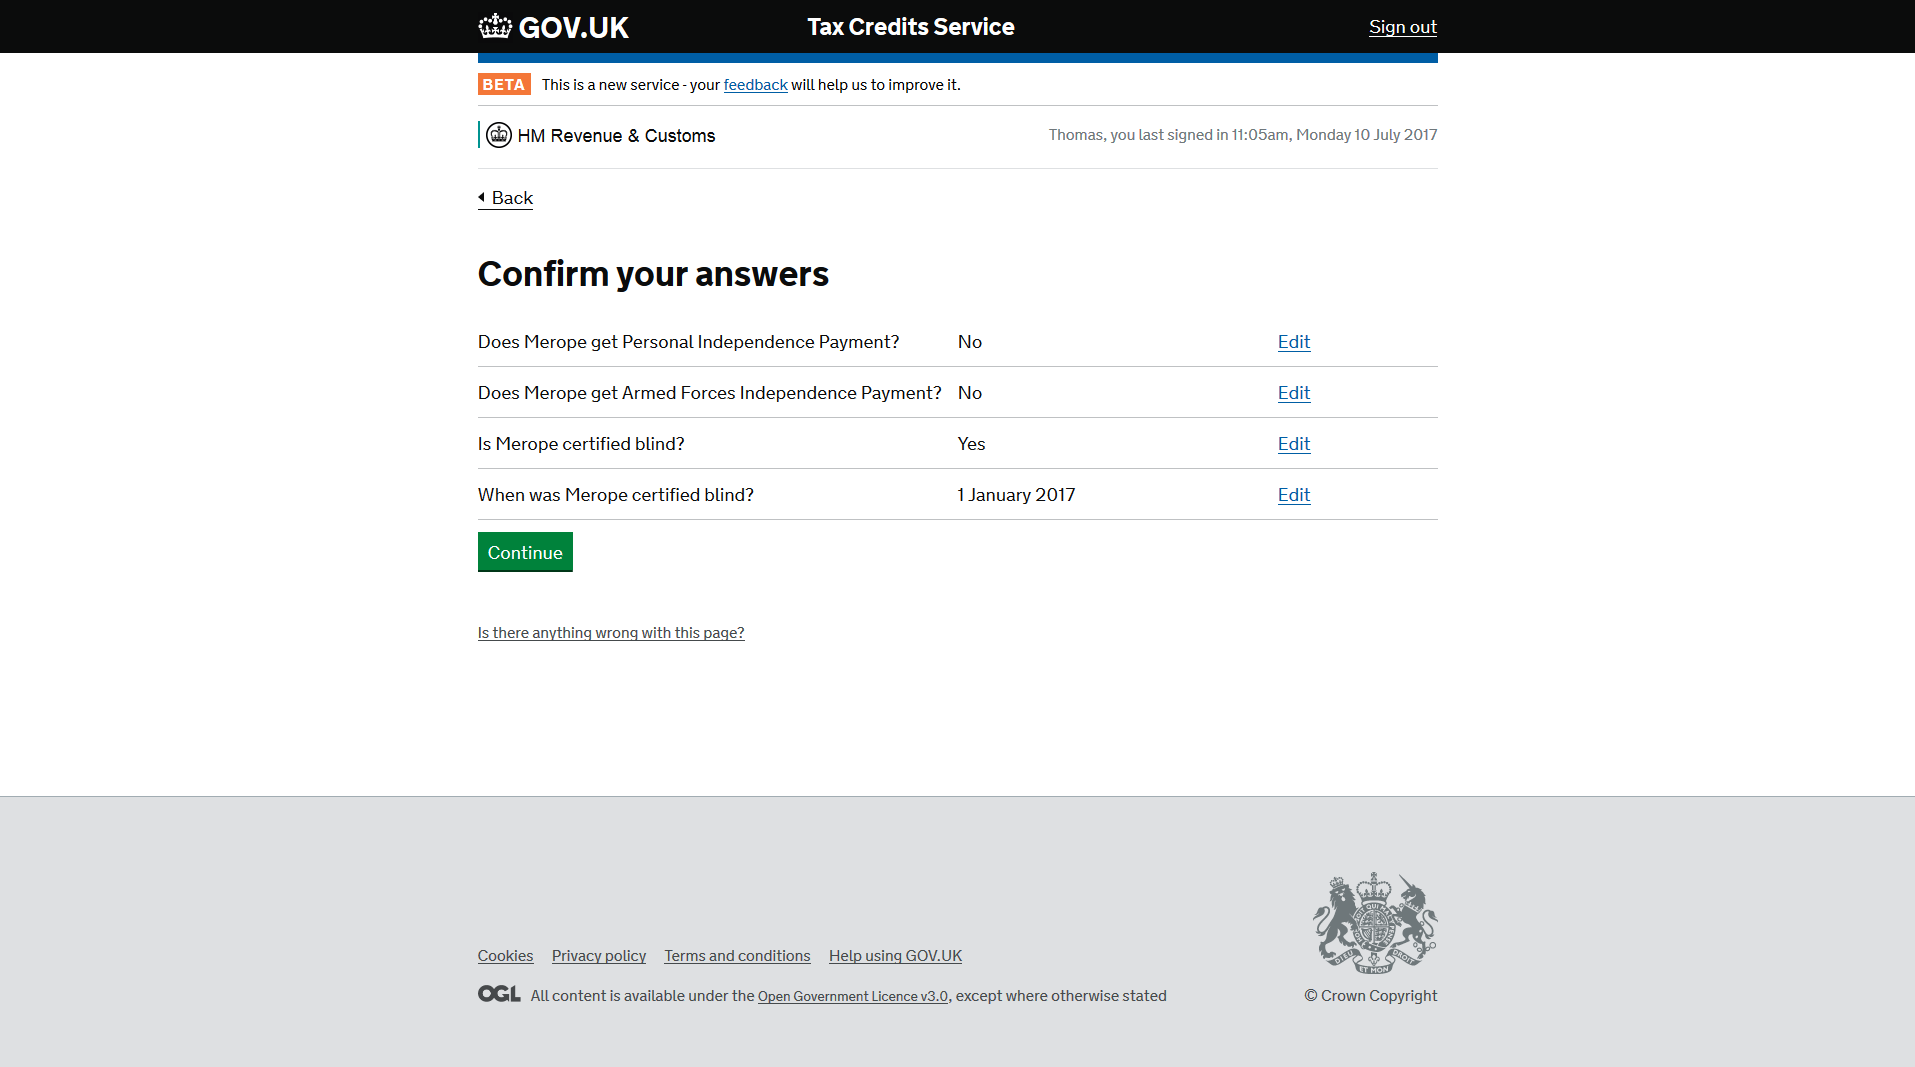 GOV.UK Tax Credits Service Sign out
BETA This is a new service - your feedback will help us to improve it.
HM Revenue & Customs Thomas, you last signed in 11:05am, Monday 10 July 2017
Back
Confirm your answers
Does Merope get Personal Independence Payment? No Edit
Does Merope get Armed Forces Independence Payment? No Edit
Is Merope certified blind? Yes Edit
When was Merope certified blind? 1 January 2017 Edit
Continue
Is there anything wrong with this page?
Cookies Privacy policy Terms and conditions Help using GOV.UK
OGL All content is available under the Open Government Licence v3.0, except where otherwise stated
DIEU ET MON DROIT
© Crown Copyright